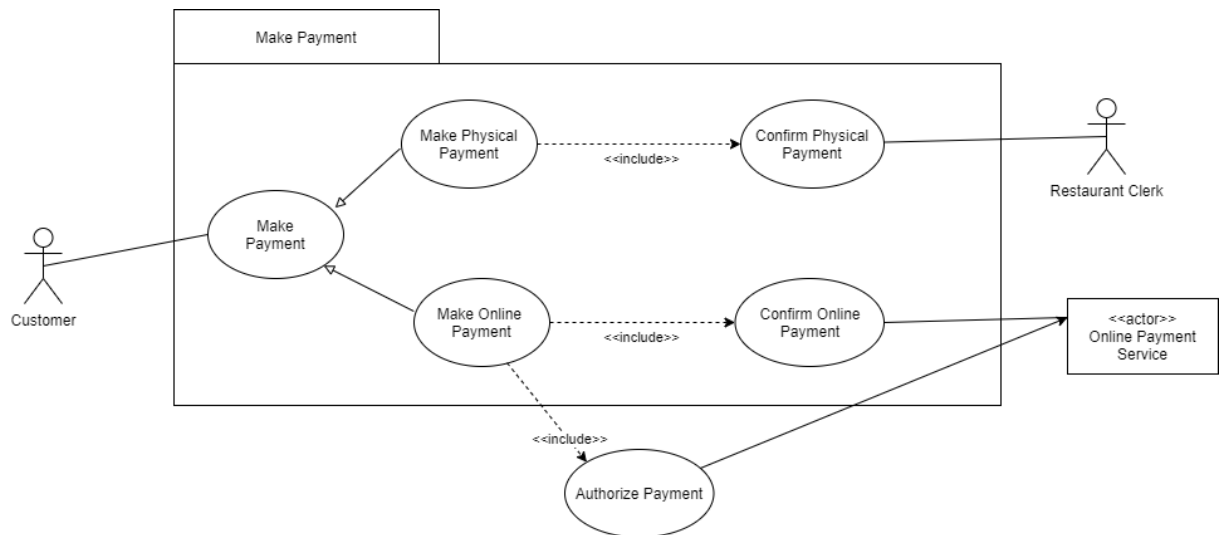 Make Payment
Make Physical
Payment
<<include>>
Confirm Physical
Payment
Restaurant Clerk
Make
Payment
Customer
Make Online
Payment
<<include>>
Confirm Online
Payment
<<actor>>
Online Payment
Service
<<include>>
Authorize Payment